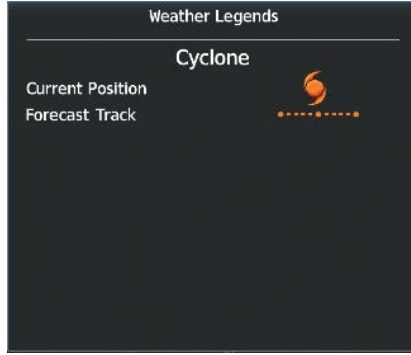 Weather Legends
Cyclone
Current Position
Forecast Track